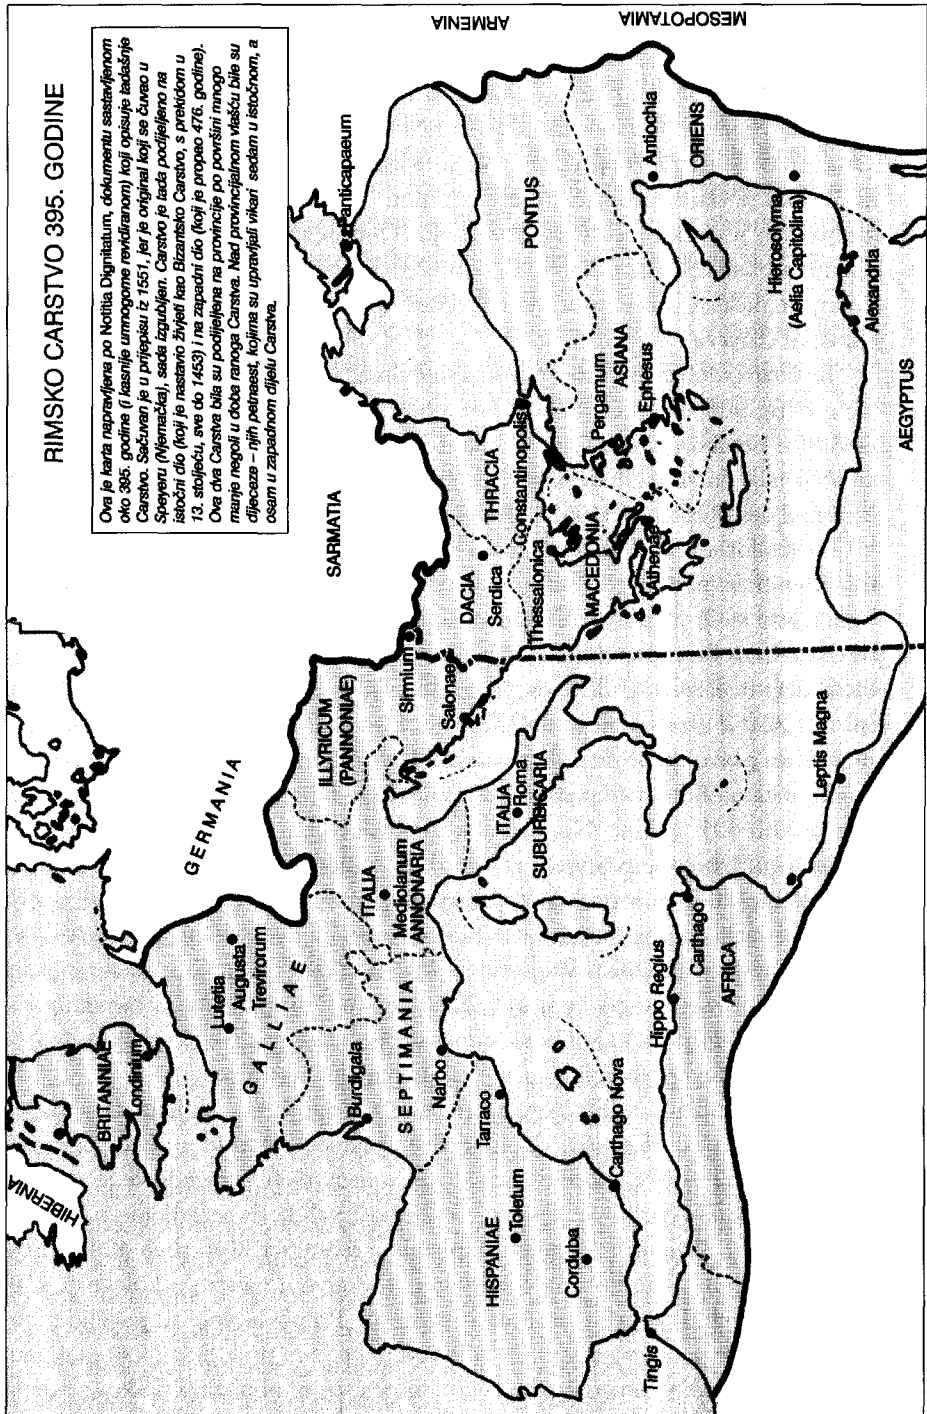 RIMSKO CARSTVO 395. GODINE
Ova je karta napravljena po Notitia Dignitatum, dokumentu sastavljenom
oko 395. godine (i kasnije umnogome revidiranom) koji opisuje tadašnje
Carstvo. Sačuvan je u prijepisu iz 1551, jer je original koji se čuvao u
Speyeru (Njemačka), sada izgubljen. Carstvo je tada podijeljeno na
istočni dio (koji je nastavio živjeti kao Bizantsko Carstvo, s prekidom u
13. stoljeću, sve do 1453) i na zapadni dio (koji je propao 476. godine).
Ova dva Carstva bila su podijeljena na provincije po površini mnogo
manje negoli u doba ranoga Carstva. Nad provincijalnom vlašću bile su
dijeceze – njih petnaest, kojima su upravljali vikari sedam u istočnom, a
osam u zapadnom dijelu Carstva.
HIBERNIA
BRITANNIAE
Londinium
GERMANIA
SARMATIA
Panticapaeum
ARMENIA
MESOPOTAMIA
Lutetia
Augusta
Trevirorum
GALLIAE
Burdigala
SEPTIMANIA
Narbo
ITALIA
Mediolanum
ANNONARIA
ILLYRICUM
(PANNONIAE)
Sirmium
Salonae
DACIA
Serdica
THRACIA
Constantinopolis
Thessalonica
MACEDONIA
Athenae
PONTUS
Pergamum
ASIANA
Ephesus
Antiochia
ORIENS
Hierosolyma
(Aelia Capitolina)
Alexandria
AEGYPTUS
ITALIA
Roma
SUBURBICARIA
Tarraco
HISPANIAE
Toletum
Corduba
Carthago Nova
Tingis
Hippo Regius
Carthago
AFRICA
Leptis Magna